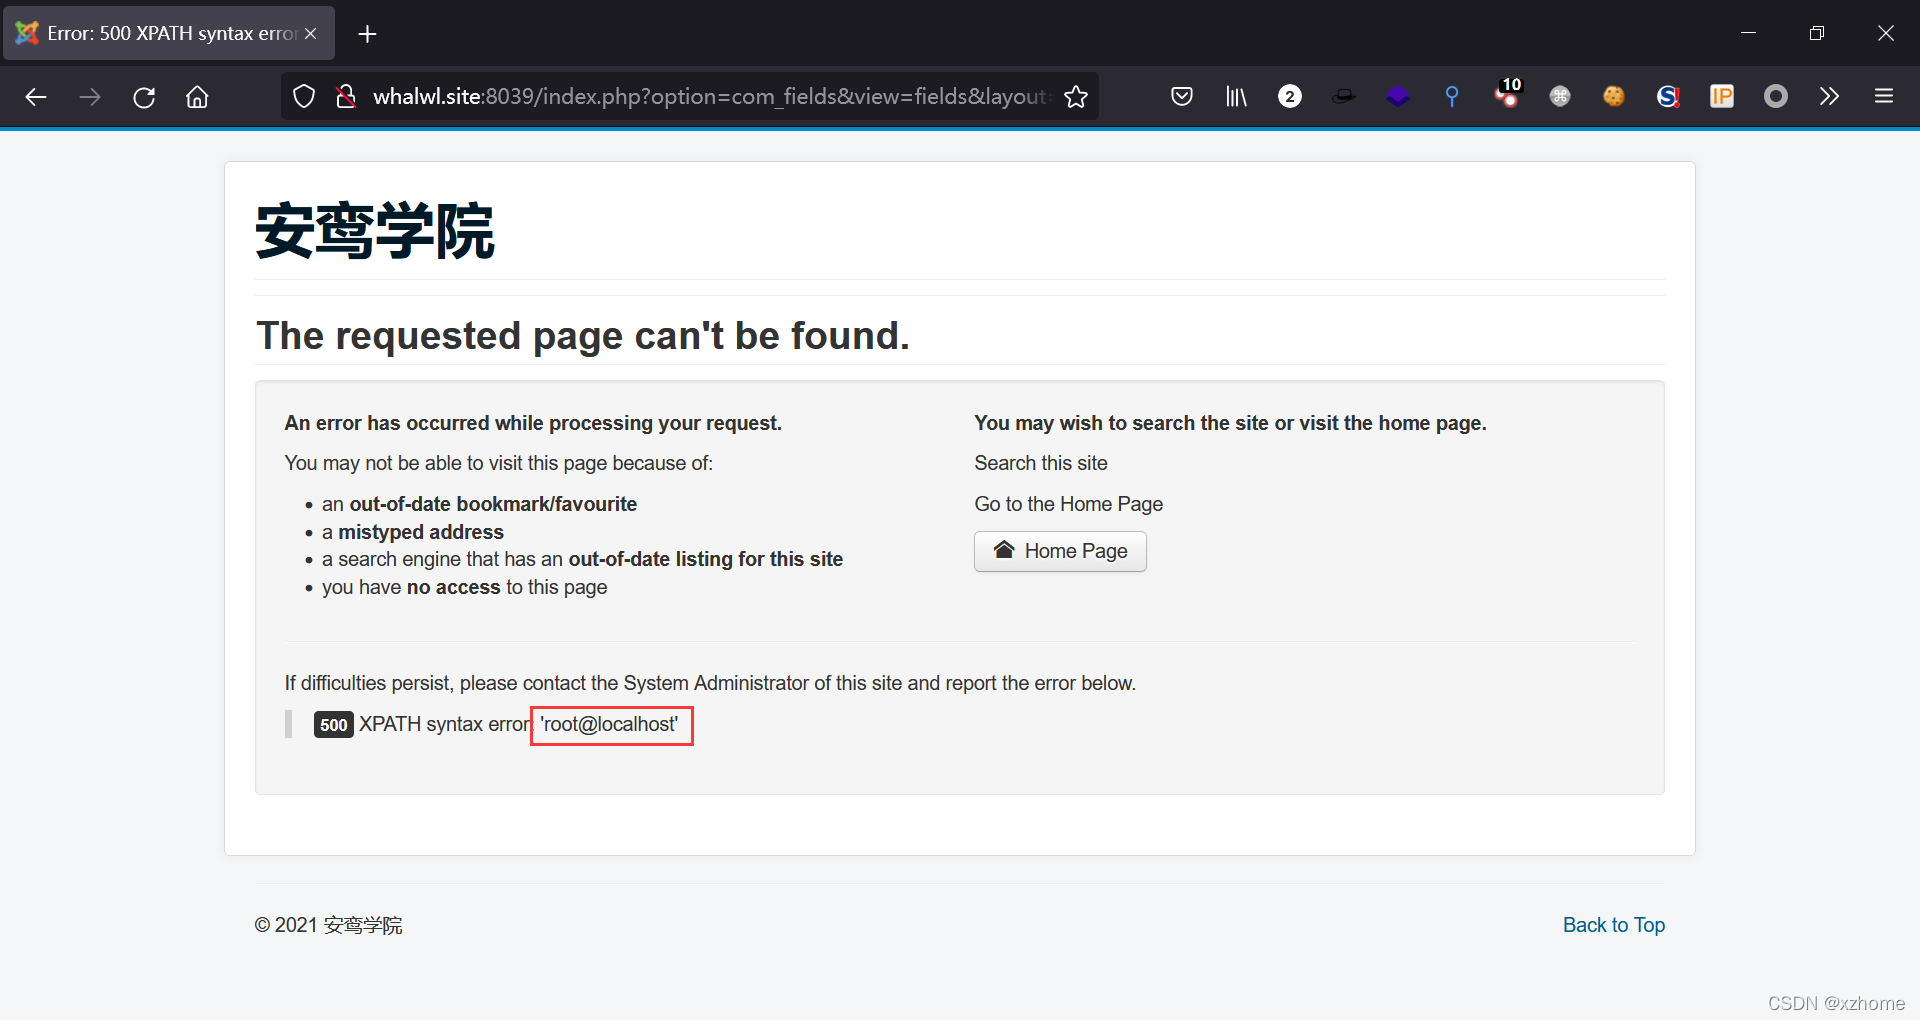 Error: 500 XPATH syntax error
whalwl.site:8039/index.php?option=com_fields&view=fields&layout=
2
10
S!
IP
安鸾学院
The requested page can't be found.
An error has occurred while processing your request.
You may not be able to visit this page because of:
an out-of-date bookmark/favourite
a mistyped address
a search engine that has an out-of-date listing for this site
you have no access to this page
You may wish to search the site or visit the home page.
Search this site
Go to the Home Page
Home Page
If difficulties persist, please contact the System Administrator of this site and report the error below.
500 XPATH syntax error: 'root@localhost'
© 2021 安鸾学院
Back to Top
CSDN @xzhome